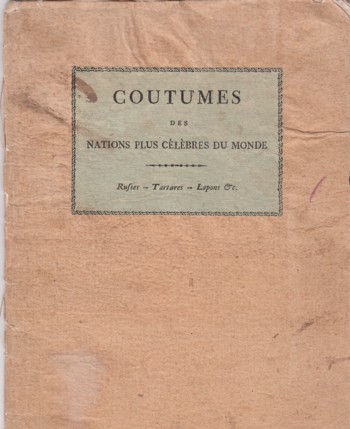 COUTUMES
DES
NATIONS PLUS CÉLÈBRES DU MONDE
Rusſes – Tartares – Lapons &c.